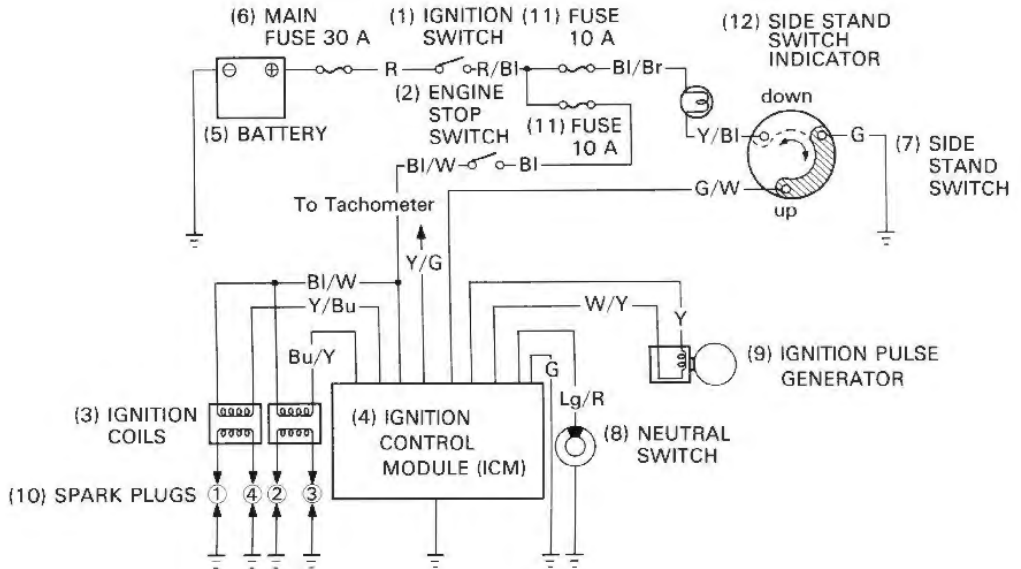 (6) MAIN
FUSE 30 A
(1) IGNITION
SWITCH
(11) FUSE
10 A
(12) SIDE STAND
SWITCH
INDICATOR
⊖ ⊕
R
R/Bl
Bl/Br
(2) ENGINE
STOP
SWITCH
(11) FUSE
10 A
down
(5) BATTERY
Y/Bl
G
(7) SIDE
STAND
SWITCH
Bl/W
Bl
G/W
up
To Tachometer
Y/G
Bl/W
Y/Bu
W/Y
Y
Bu/Y
G
(9) IGNITION PULSE
GENERATOR
Lg/R
(3) IGNITION
COILS
(4) IGNITION
CONTROL
MODULE (ICM)
(8) NEUTRAL
SWITCH
(10) SPARK PLUGS ① ④ ② ③